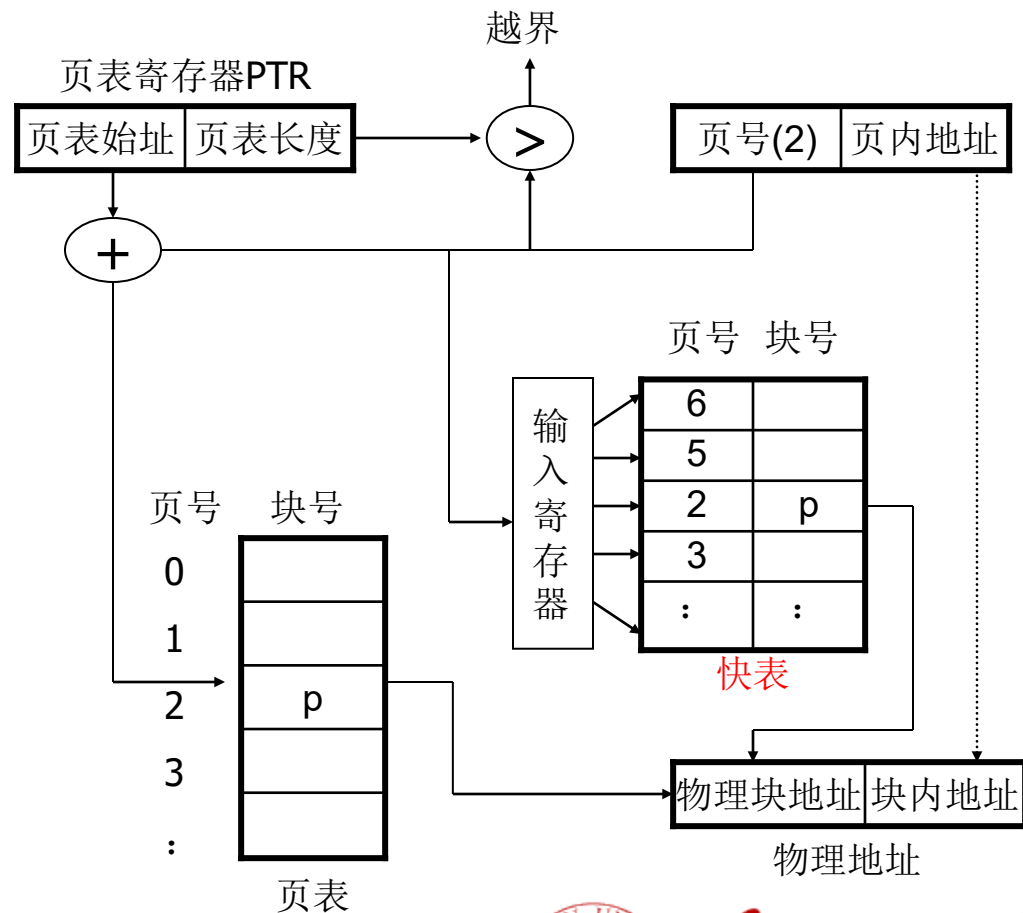 越界
页表寄存器PTR
页表始址 页表长度
>
页号(2) 页内地址
+
页号 块号
输入寄存器
6
5
2 p
3
: :
快表
页号 块号
0
1
2 p
3
:
页表
物理块地址 块内地址
物理地址